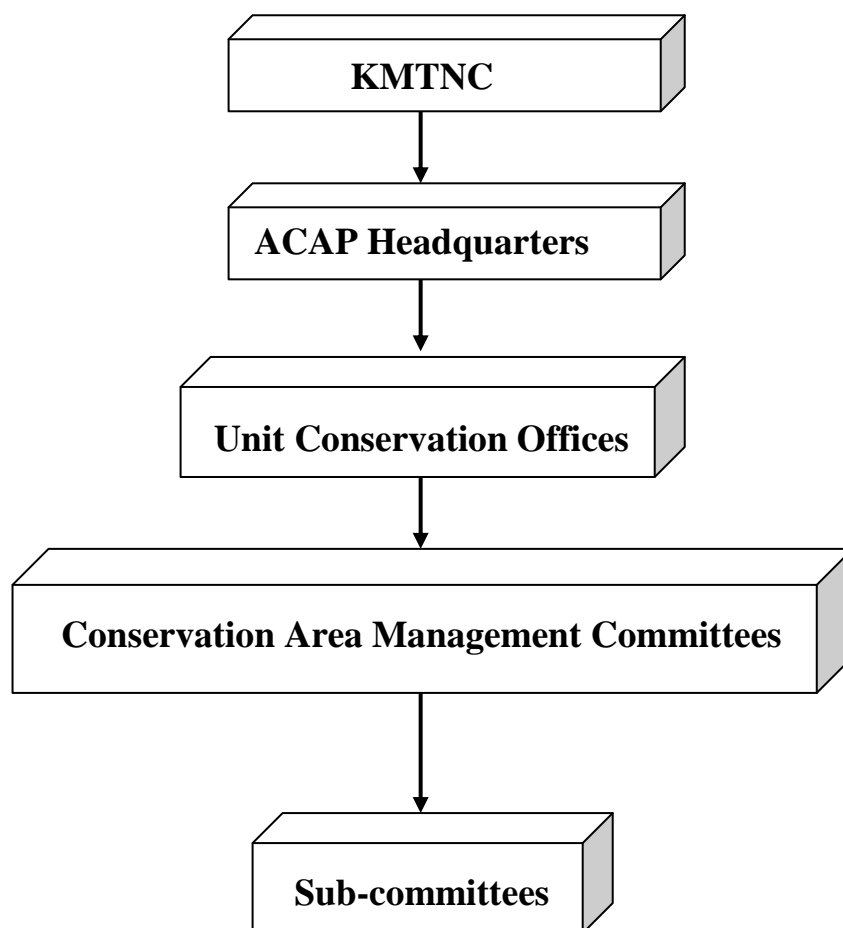 KMTNC
ACAP Headquarters
Unit Conservation Offices
Conservation Area Management Committees
Sub-committees